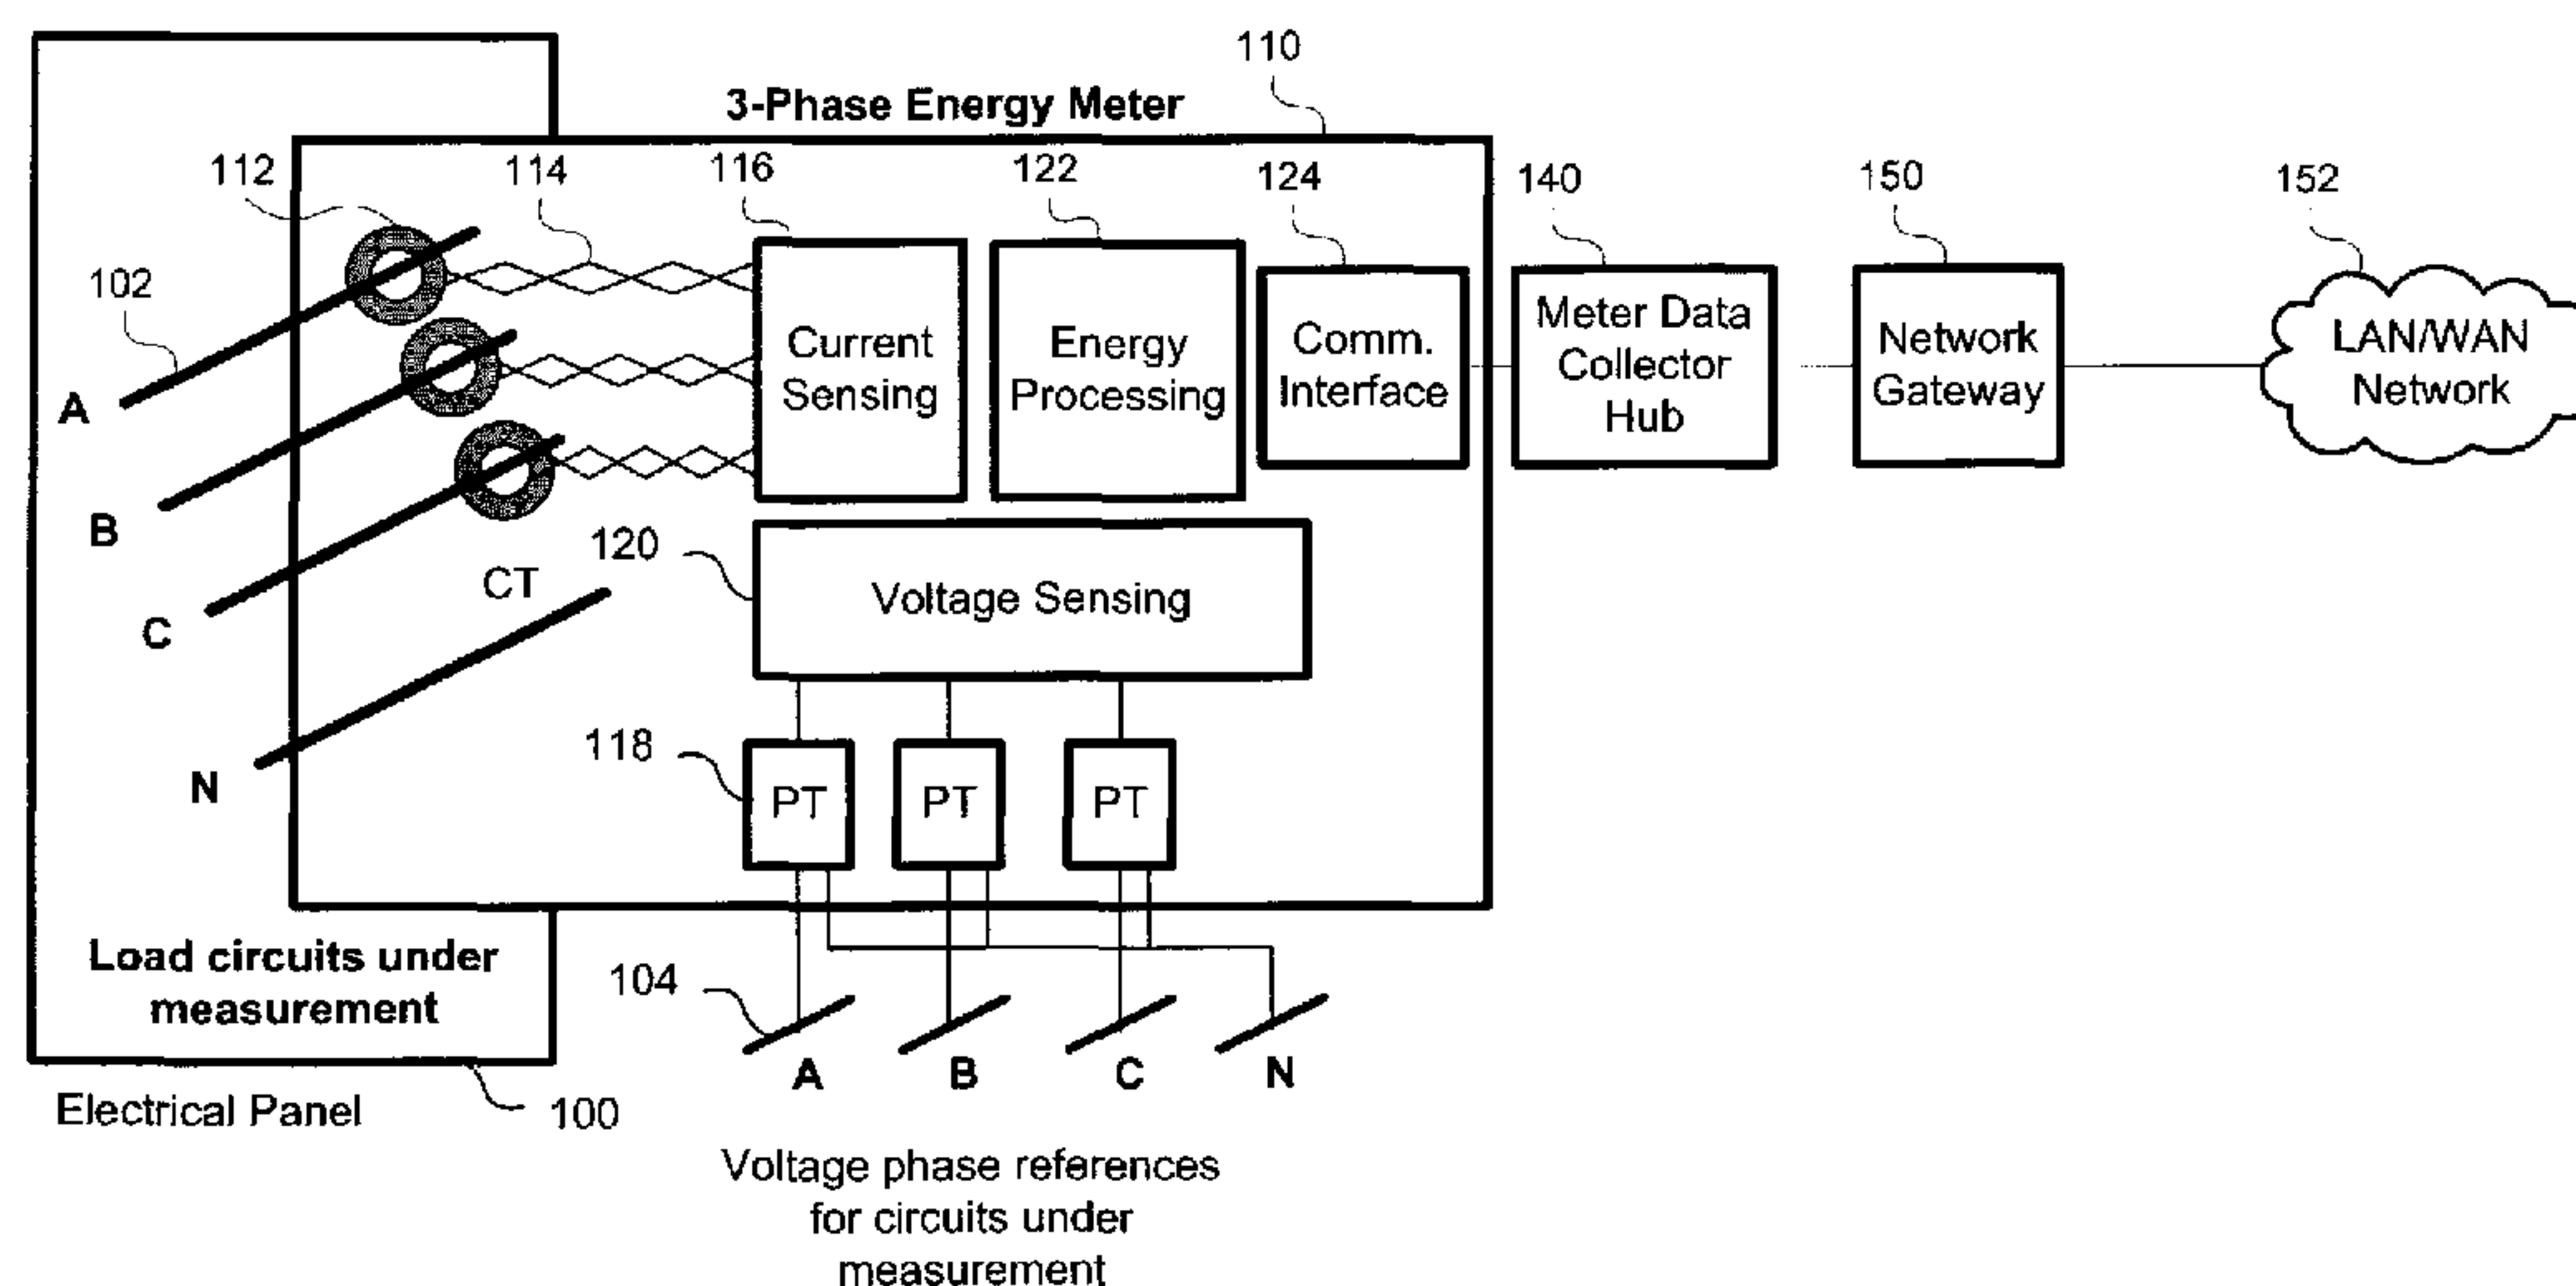 110
3-Phase Energy Meter
112
114
116
122
124
140
150
152
102
Current
Sensing
Energy
Processing
Comm.
Interface
Meter Data
Collector
Hub
Network
Gateway
LAN/WAN
Network
A
B
C
CT
N
120
Voltage Sensing
118
PT
PT
PT
Load circuits under
measurement
104
A
B
C
N
Electrical Panel
100
Voltage phase references
for circuits under
measurement